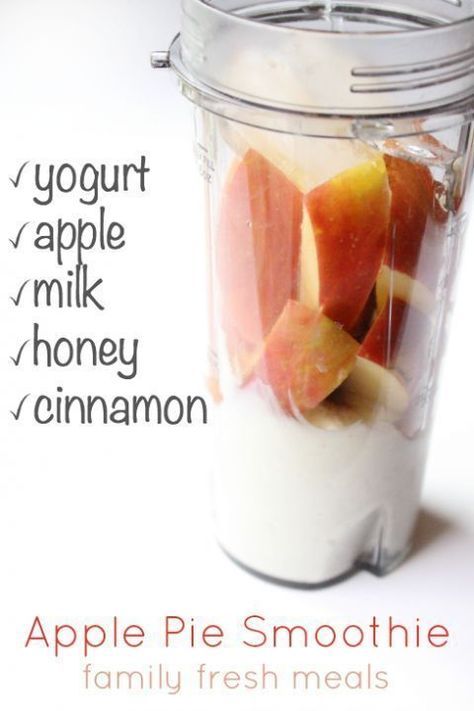 ✓yogurt
✓apple
✓milk
✓honey
✓cinnamon
Apple Pie Smoothie
family fresh meals